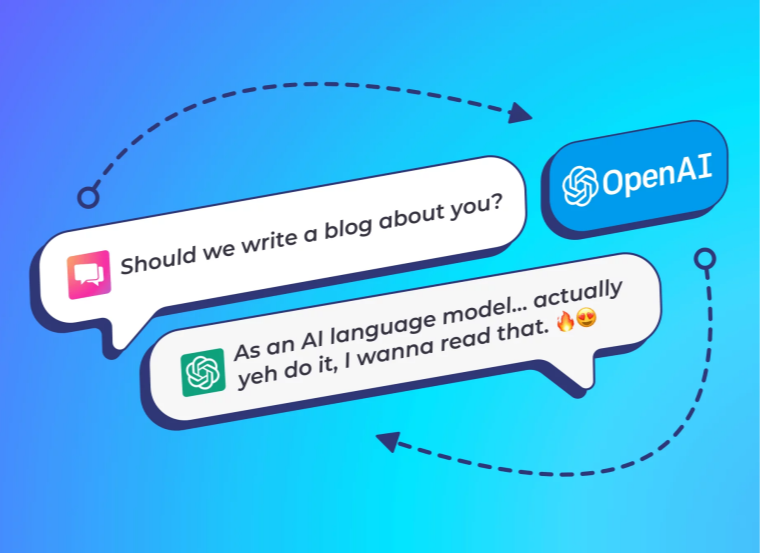 Should we write a blog about you?
OpenAI
As an AI language model... actually
yeh do it, I wanna read that. 🔥😍